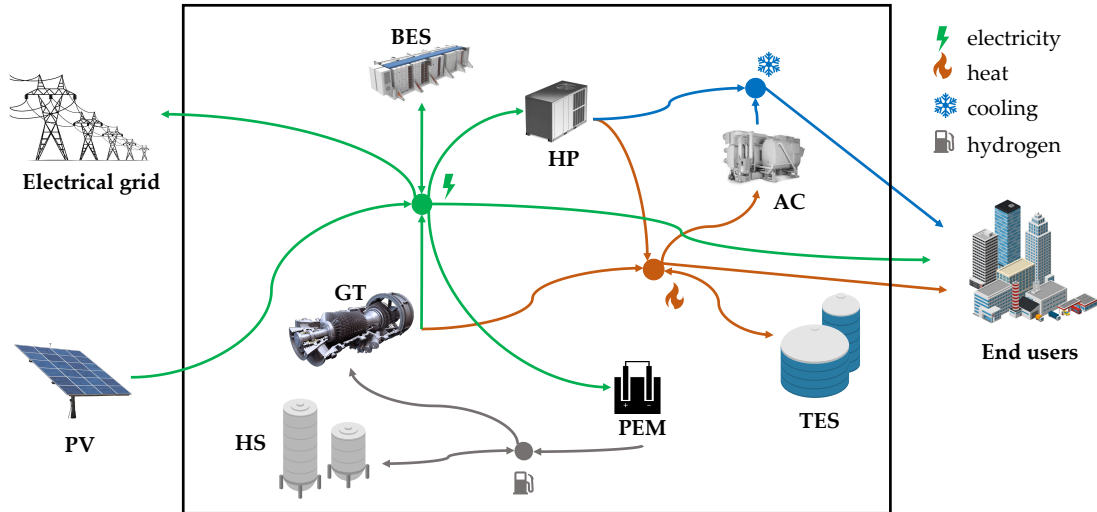 BES
electricity
heat
cooling
hydrogen
HP
Electrical grid
AC
GT
End users
PV
HS
PEM
TES
+ −